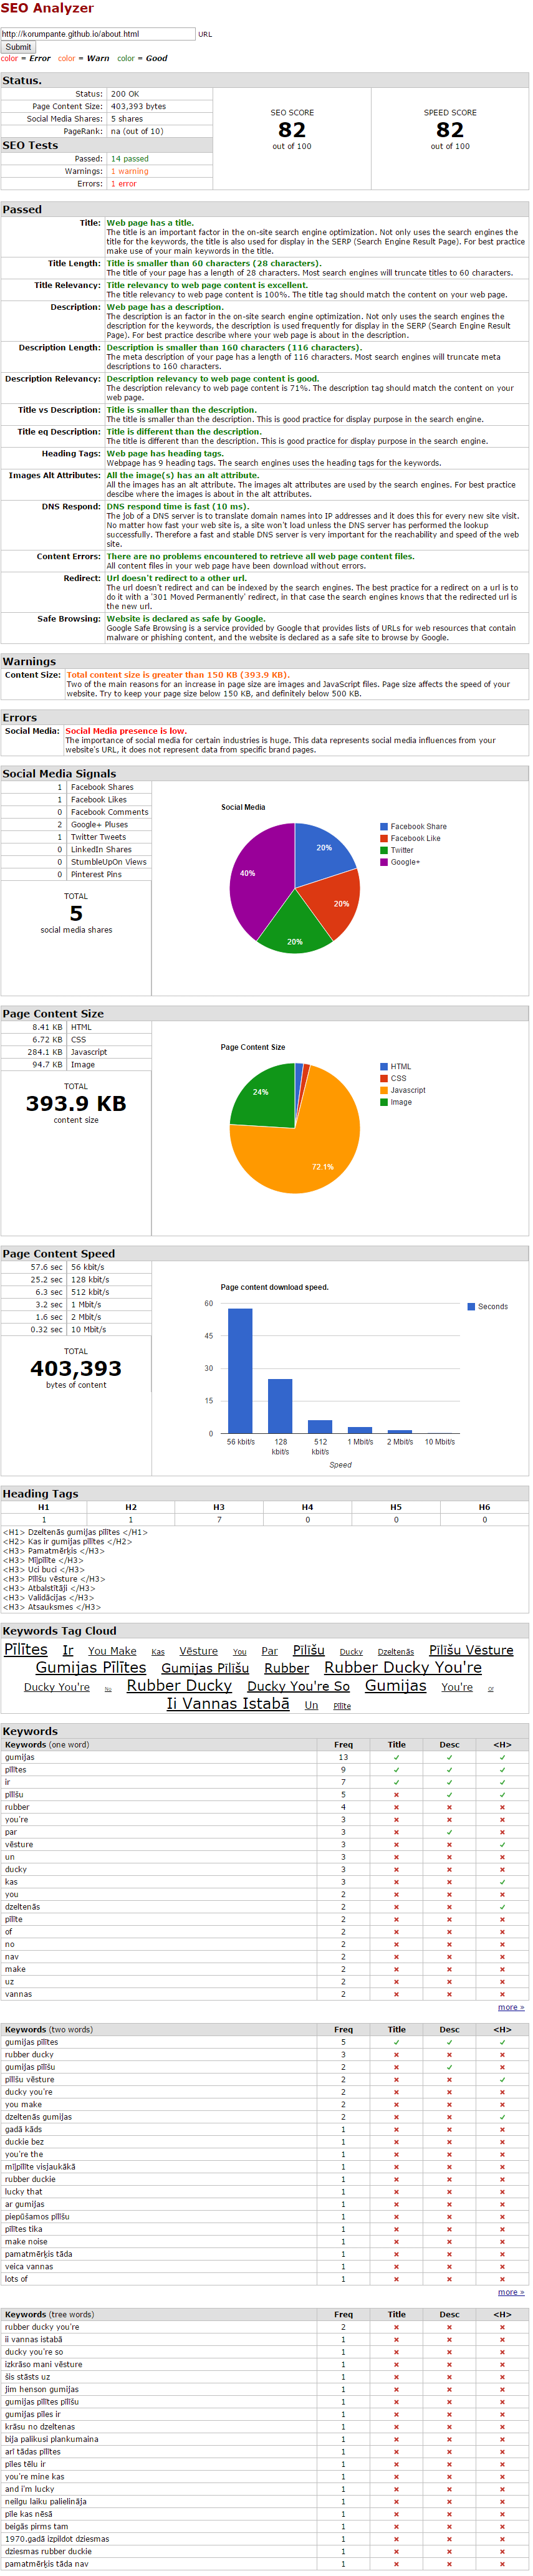 SEO Analyzer
http://korumpante.github.io/about.html URL
Submit
color = Error color = Warn color = Good
Status.
Status: 200 OK
Page Content Size: 403,393 bytes
Social Media Shares: 5 shares
PageRank: na (out of 10)
SEO SCORE
82
out of 100
SPEED SCORE
82
out of 100
SEO Tests
Passed: 14 passed
Warnings: 1 warning
Errors: 1 error
Passed
Title: Web page has a title.
The title is an important factor in the on-site search engine optimization. Not only uses the search engines the
title for the keywords, the title is also used for display in the SERP (Search Engine Result Page). For best practice
make use of your main keywords in the title.
Title Length: Title is smaller than 60 characters (28 characters).
The title of your page has a length of 28 characters. Most search engines will truncate titles to 60 characters.
Title Relevancy: Title relevancy to web page content is excellent.
The title relevancy to web page content is 100%. The title tag should match the content on your web page.
Description: Web page has a description.
The description is an factor in the on-site search engine optimization. Not only uses the search engines the
description for the keywords, the description is used frequently for display in the SERP (Search Engine Result
Page). For best practice describe where your web page is about in the description.
Description Length: Description is smaller than 160 characters (116 characters).
The meta description of your page has a length of 116 characters. Most search engines will truncate meta
descriptions to 160 characters.
Description Relevancy: Description relevancy to web page content is good.
The description relevancy to web page content is 71%. The description tag should match the content on your
web page.
Title vs Description: Title is smaller than the description.
The title is smaller than the description. This is good practice for display purpose in the search engine.
Title eq Description: Title is different than the description.
The title is different than the description. This is good practice for display purpose in the search engine.
Heading Tags: Web page has heading tags.
Webpage has 9 heading tags. The search engines uses the heading tags for the keywords.
Images Alt Attributes: All the image(s) has an alt attribute.
All the images has an alt attribute. The images alt attributes are used by the search engines. For best practice
descibe where the images is about in the alt attributes.
DNS Respond: DNS respond time is fast (10 ms).
The job of a DNS server is to translate domain names into IP addresses and it does this for every new site visit.
No matter how fast your web site is, a site won't load unless the DNS server has performed the lookup
successfully. Therefore a fast and stable DNS server is very important for the reachability and speed of the web
site.
Content Errors: There are no problems encountered to retrieve all web page content files.
All content files in your web page have been download without errors.
Redirect: Url doesn't redirect to a other url.
The url doesn't redirect and can be indexed by the search engines. The best practice for a redirect on a url is to
do it with a '301 Moved Permanently' redirect, in that case the search engines knows that the redirected url is
the new url.
Safe Browsing: Website is declared as safe by Google.
Google Safe Browsing is a service provided by Google that provides lists of URLs for web resources that contain
malware or phishing content, and the website is declared as a safe site to browse by Google.
Warnings
Content Size: Total content size is greater than 150 KB (393.9 KB).
Two of the main reasons for an increase in page size are images and JavaScript files. Page size affects the speed of your
website. Try to keep your page size below 150 KB, and definitely below 500 KB.
Errors
Social Media: Social Media presence is low.
The importance of social media for certain industries is huge. This data represents social media influences from your
website's URL, it does not represent data from specific brand pages.
Social Media Signals
1 Facebook Shares
1 Facebook Likes
0 Facebook Comments
2 Google+ Pluses
1 Twitter Tweets
0 LinkedIn Shares
0 StumbleUpOn Views
0 Pinterest Pins
TOTAL
5
social media shares
Social Media
20%
20%
20%
40%
Facebook Share
Facebook Like
Twitter
Google+
Page Content Size
8.41 KB HTML
6.72 KB CSS
284.1 KB Javascript
94.7 KB Image
TOTAL
393.9 KB
content size
Page Content Size
24%
72.1%
HTML
CSS
Javascript
Image
Page Content Speed
57.6 sec 56 kbit/s
25.2 sec 128 kbit/s
6.3 sec 512 kbit/s
3.2 sec 1 Mbit/s
1.6 sec 2 Mbit/s
0.32 sec 10 Mbit/s
TOTAL
403,393
bytes of content
Page content download speed.
60
45
30
15
0
56 kbit/s 128 kbit/s 512 kbit/s 1 Mbit/s 2 Mbit/s 10 Mbit/s
Speed
Seconds
Heading Tags
H1 H2 H3 H4 H5 H6
1 1 7 0 0 0
<H1> Dzeltenās gumijas pīlītes </H1>
<H2> Kas ir gumijas pīlītes </H2>
<H3> Pamatmērķis </H3>
<H3> Mīļpīlīte </H3>
<H3> Uci buci </H3>
<H3> Pīlīšu vēsture </H3>
<H3> Atbalstītāji </H3>
<H3> Validācijas </H3>
<H3> Atsauksmes </H3>
Keywords Tag Cloud
Pīlītes Ir You Make Kas Vēsture You Par Pīlīšu Ducky Dzeltenās Pīlīšu Vēsture
Gumijas Pīlītes Gumijas Pīlīšu Rubber Rubber Ducky You're
Ducky You're No Rubber Ducky Ducky You're So Gumijas You're Of
Ii Vannas Istabā Un Pīlīte
Keywords
Keywords (one word) Freq Title Desc <H>
gumijas 13 ✓ ✓ ✓
pīlītes 9 ✓ ✓ ✓
ir 7 ✓ ✓ ✓
pīlīšu 5 ✗ ✓ ✓
rubber 4 ✗ ✗ ✗
you're 3 ✗ ✗ ✗
par 3 ✗ ✓ ✗
vēsture 3 ✗ ✗ ✓
un 3 ✗ ✗ ✗
ducky 3 ✗ ✗ ✗
kas 3 ✗ ✗ ✓
you 2 ✗ ✗ ✗
dzeltenās 2 ✗ ✗ ✓
pīlīte 2 ✗ ✗ ✗
of 2 ✗ ✗ ✗
no 2 ✗ ✗ ✗
nav 2 ✗ ✗ ✗
make 2 ✗ ✗ ✗
uz 2 ✗ ✗ ✗
vannas 2 ✗ ✗ ✗
more »
Keywords (two words) Freq Title Desc <H>
gumijas pīlītes 5 ✓ ✓ ✓
rubber ducky 3 ✗ ✗ ✗
gumijas pīlīšu 2 ✗ ✓ ✗
pīlīšu vēsture 2 ✗ ✗ ✓
ducky you're 2 ✗ ✗ ✗
you make 2 ✗ ✗ ✗
dzeltenās gumijas 2 ✗ ✗ ✓
gadā kāds 1 ✗ ✗ ✗
duckie bez 1 ✗ ✗ ✗
you're the 1 ✗ ✗ ✗
mīļpīlīte visjaukākā 1 ✗ ✗ ✗
rubber duckie 1 ✗ ✗ ✗
lucky that 1 ✗ ✗ ✗
ar gumijas 1 ✗ ✗ ✗
piepūšamos pīlīšu 1 ✗ ✗ ✗
pīlītes tika 1 ✗ ✗ ✗
make noise 1 ✗ ✗ ✗
pamatmērķis tāda 1 ✗ ✗ ✗
veica vannas 1 ✗ ✗ ✗
lots of 1 ✗ ✗ ✗
more »
Keywords (tree words) Freq Title Desc <H>
rubber ducky you're 2 ✗ ✗ ✗
ii vannas istabā 1 ✗ ✗ ✗
ducky you're so 1 ✗ ✗ ✗
izkrāso mani vēsture 1 ✗ ✗ ✗
šis stāsts uz 1 ✗ ✗ ✗
jim henson gumijas 1 ✗ ✗ ✗
gumijas pīlītes pīlīšu 1 ✗ ✗ ✗
gumijas pīles ir 1 ✗ ✗ ✗
krāsu no dzeltenas 1 ✗ ✗ ✗
bija palikusi plankumaina 1 ✗ ✗ ✗
arī tādas pīlītes 1 ✗ ✗ ✗
pīles tēlu ir 1 ✗ ✗ ✗
you're mine kas 1 ✗ ✗ ✗
and i'm lucky 1 ✗ ✗ ✗
neilgu laiku palielināja 1 ✗ ✗ ✗
pīle kas nēsā 1 ✗ ✗ ✗
beigās pirms tam 1 ✗ ✗ ✗
1970.gadā izpildot dziesmas 1 ✗ ✗ ✗
dziesmas rubber duckie 1 ✗ ✗ ✗
pamatmērķis tāda nav 1 ✗ ✗ ✗